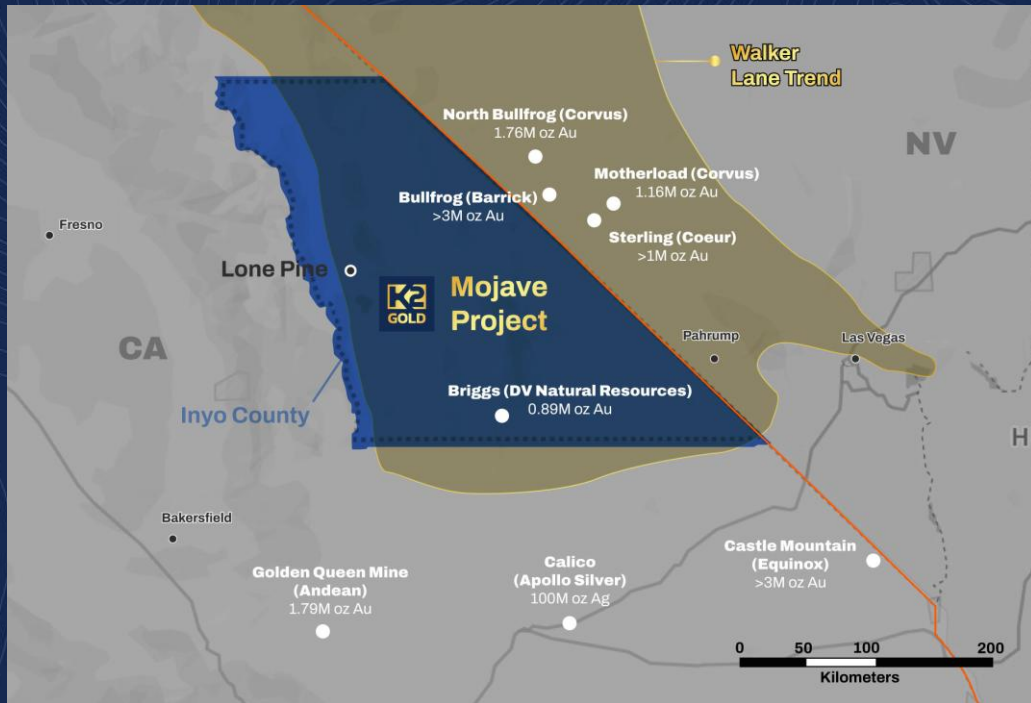 Walker
Lane Trend
NV
North Bullfrog (Corvus)
1.76M oz Au
Motherload (Corvus)
1.16M oz Au
Bullfrog (Barrick)
>3M oz Au
Sterling (Coeur)
>1M oz Au
Fresno
Lone Pine
K2
GOLD
Mojave
Project
Pahrump
Las Vegas
CA
Inyo County
Briggs (DV Natural Resources)
0.89M oz Au
H
Bakersfield
Golden Queen Mine
(Andean)
1.79M oz Au
Calico
(Apollo Silver)
100M oz Ag
Castle Mountain
(Equinox)
>3M oz Au
0 50 100 200
Kilometers